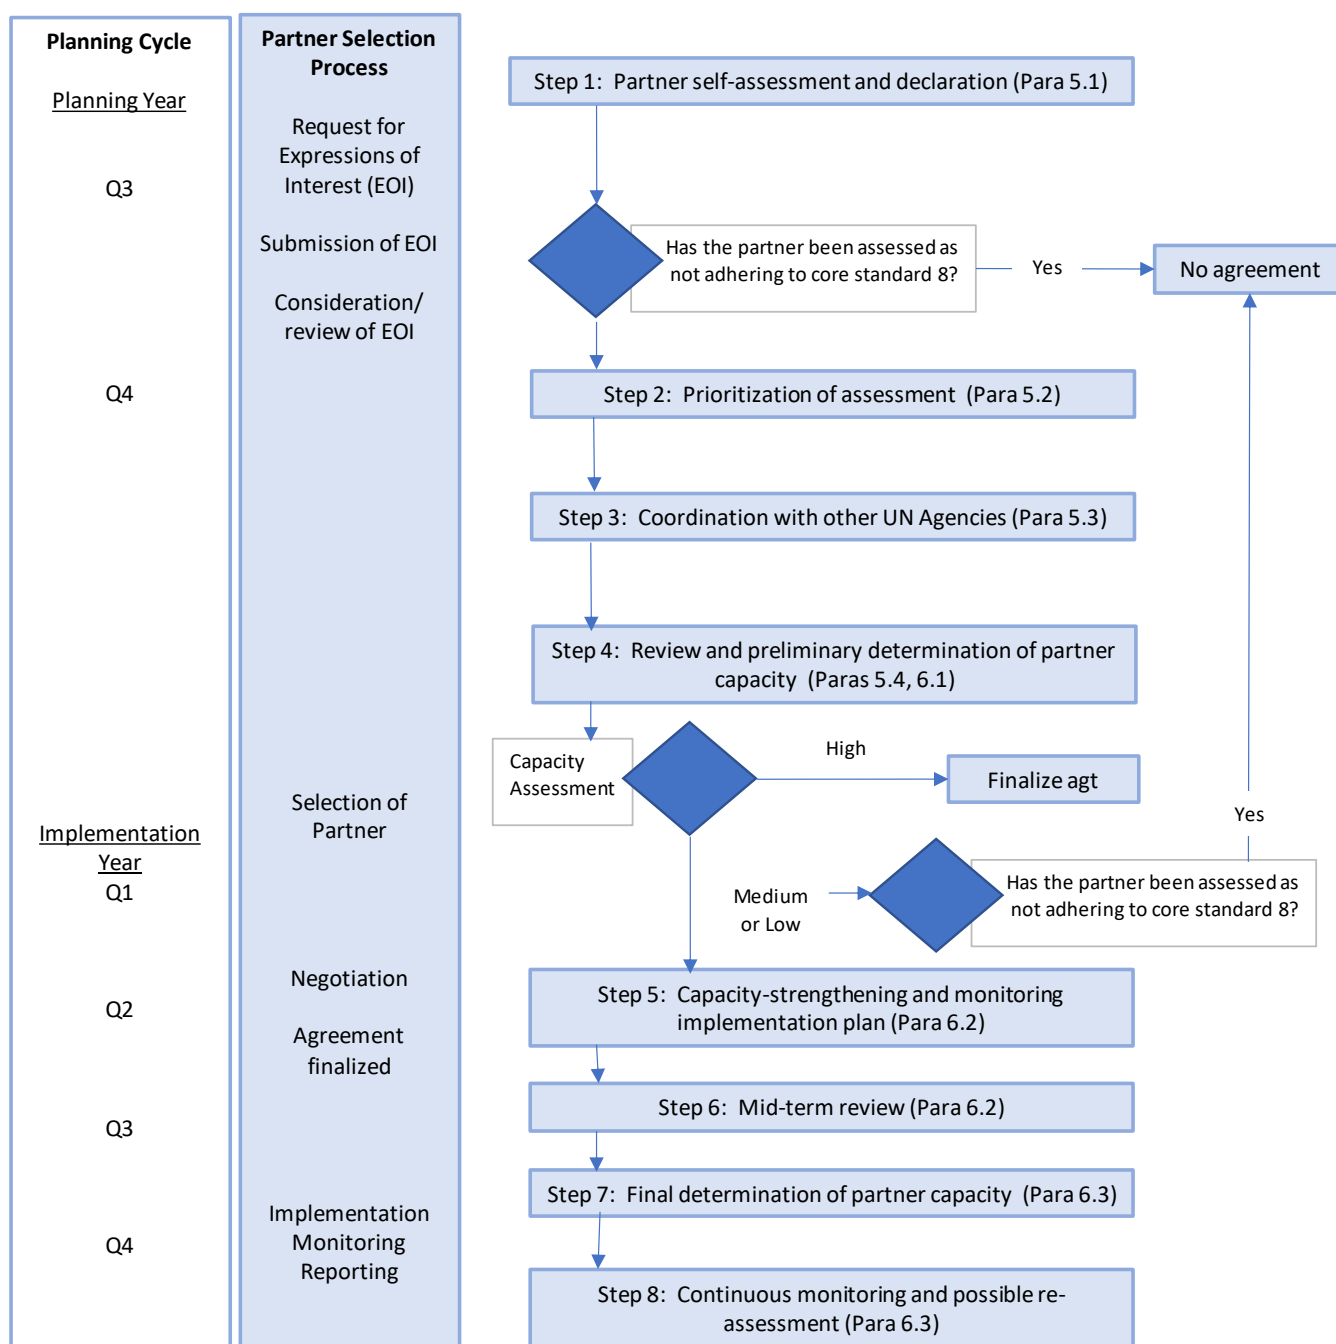 Planning Cycle
Planning Year
Q3
Q4
Implementation
Year
Q1
Q2
Q3
Q4
Partner Selection
Process
Request for
Expressions of
Interest (EOI)
Submission of EOI
Consideration/
review of EOI
Selection of
Partner
Negotiation
Agreement
finalized
Implementation
Monitoring
Reporting
Step 1: Partner self-assessment and declaration (Para 5.1)
Has the partner been assessed as
not adhering to core standard 8?
Yes
No agreement
Step 2: Prioritization of assessment (Para 5.2)
Step 3: Coordination with other UN Agencies (Para 5.3)
Step 4: Review and preliminary determination of partner
capacity (Paras 5.4, 6.1)
Capacity
Assessment
High
Finalize agt
Yes
Medium
or Low
Has the partner been assessed as
not adhering to core standard 8?
Step 5: Capacity-strengthening and monitoring
implementation plan (Para 6.2)
Step 6: Mid-term review (Para 6.2)
Step 7: Final determination of partner capacity (Para 6.3)
Step 8: Continuous monitoring and possible re-
assessment (Para 6.3)